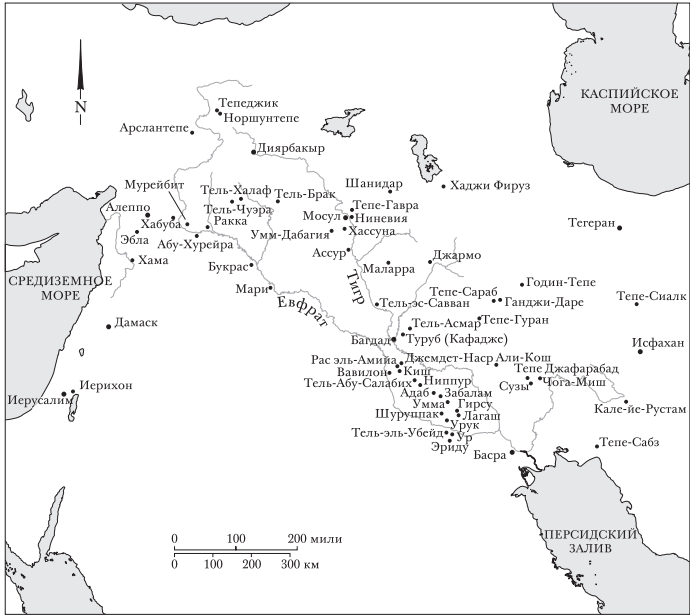 N
КАСПИЙСКОЕ
МОРЕ
Тепеджик
Норшунтепе
Арслантепе
Диярбакыр
Мурейбит
Тель-Халаф
Тель-Брак
Шанидар
Хаджи Фируз
Алеппо
Хабуба
Тель-Чуэра
Ракка
Тепе-Гавра
Мосул
Ниневия
Тегеран
Эбла
Абу-Хурейра
Умм-Дабагия
Хассуна
Хама
Букрас
Ассур
Маларра
Джармо
СРЕДИЗЕМНОЕ
МОРЕ
Мари
Евфрат
Тигр
Тель-эс-Савван
Тепе-Сараб
Годин-Тепе
Ганджи-Даре
Тепе-Сиалк
Дамаск
Тель-Асмар
Тепе-Гуран
Багдад
Туруб (Кафадже)
Исфахан
Рас эль-Амийа
Джемдет-Наср
Али-Кош
Вавилон
Киш
Тепе Джафарабад
Тель-Абу-Салабих
Ниппур
Сузы
Чога-Миш
Иерихон
Иерусалим
Адаб
Забалам
Умма
Гирсу
Кале-йе-Рустам
Шуруппак
Лагаш
Урук
Тель-эль-Убейд
Ур
Эриду
Басра
Тепе-Сабз
ПЕРСИДСКИЙ
ЗАЛИВ
0 100 200 мили
0 100 200 300 км